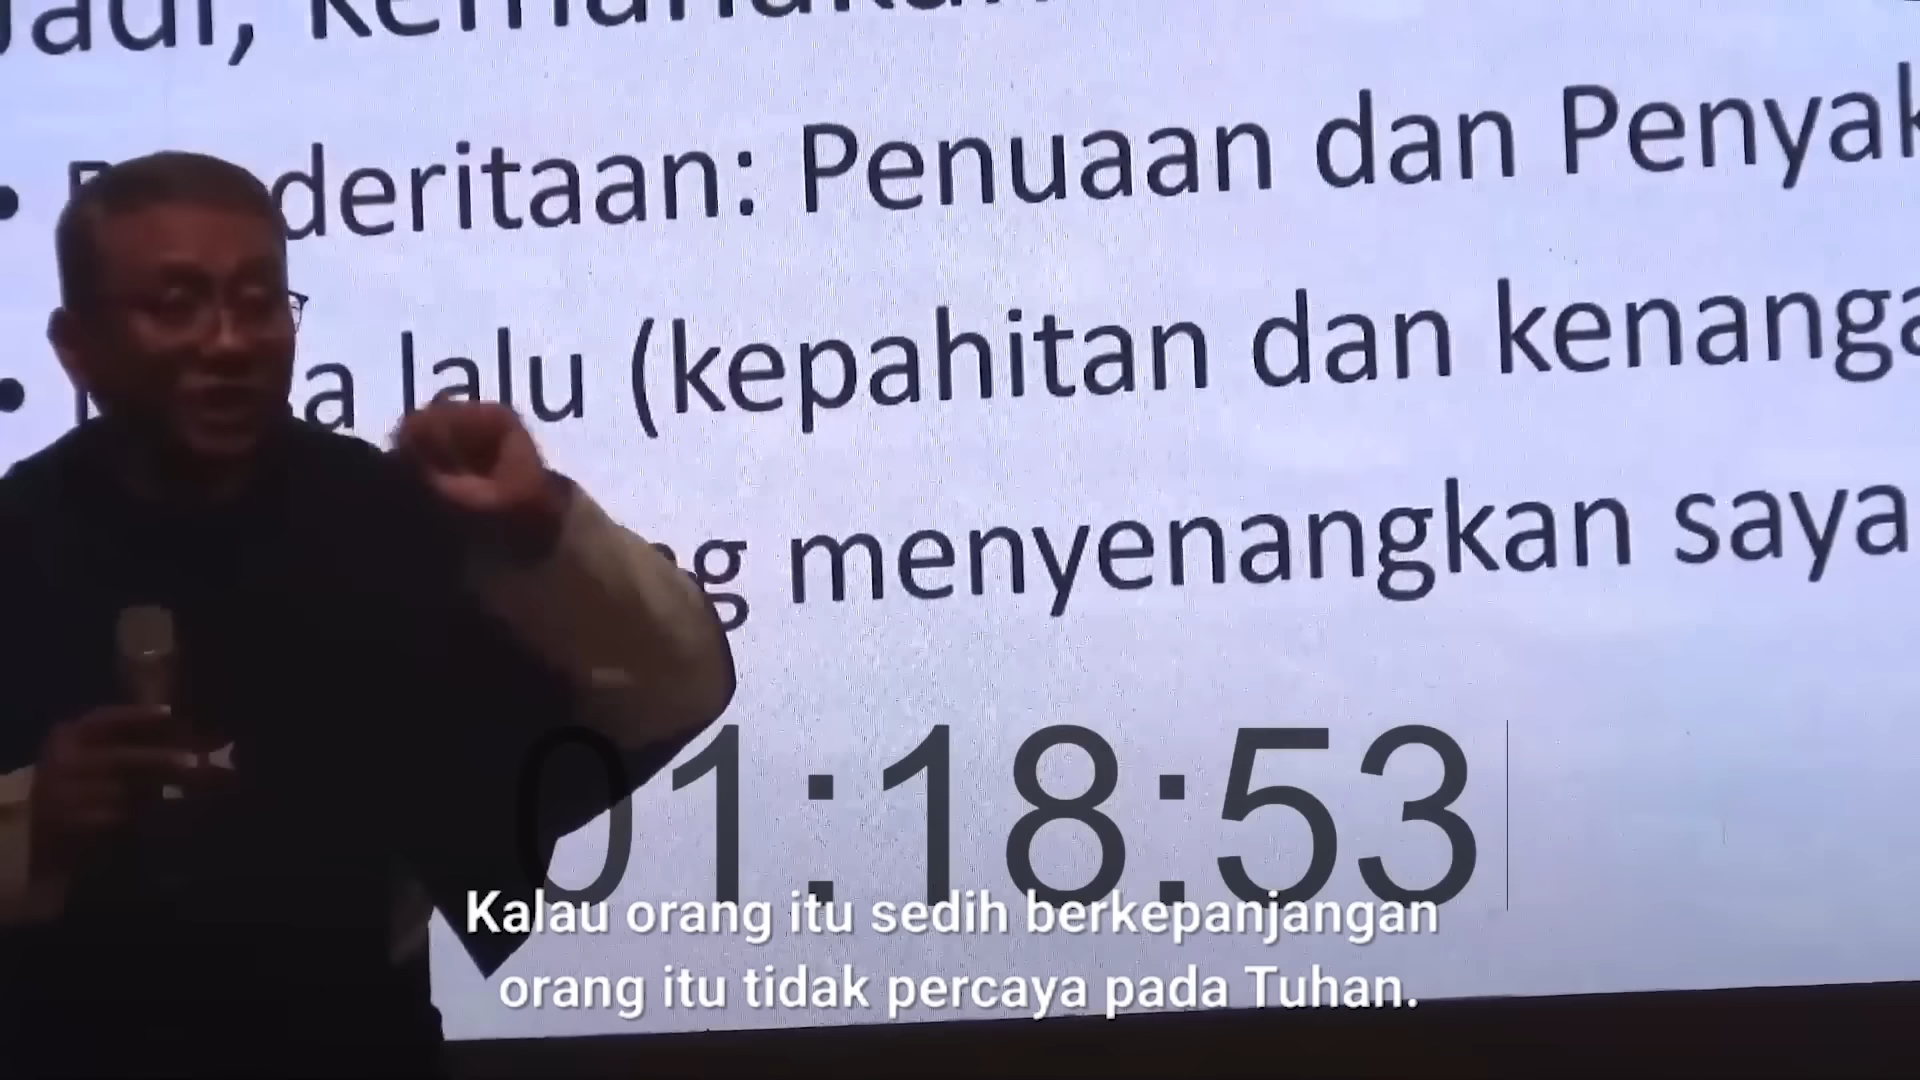 dan Penyak
deritaan: Penuaan
a lalu (kepahitan dan kenanga
g menyenangkan saya
01:18:53
Kalau orang itu sedih berkepanjangan
orang itu tidak percaya pada Tuhan.